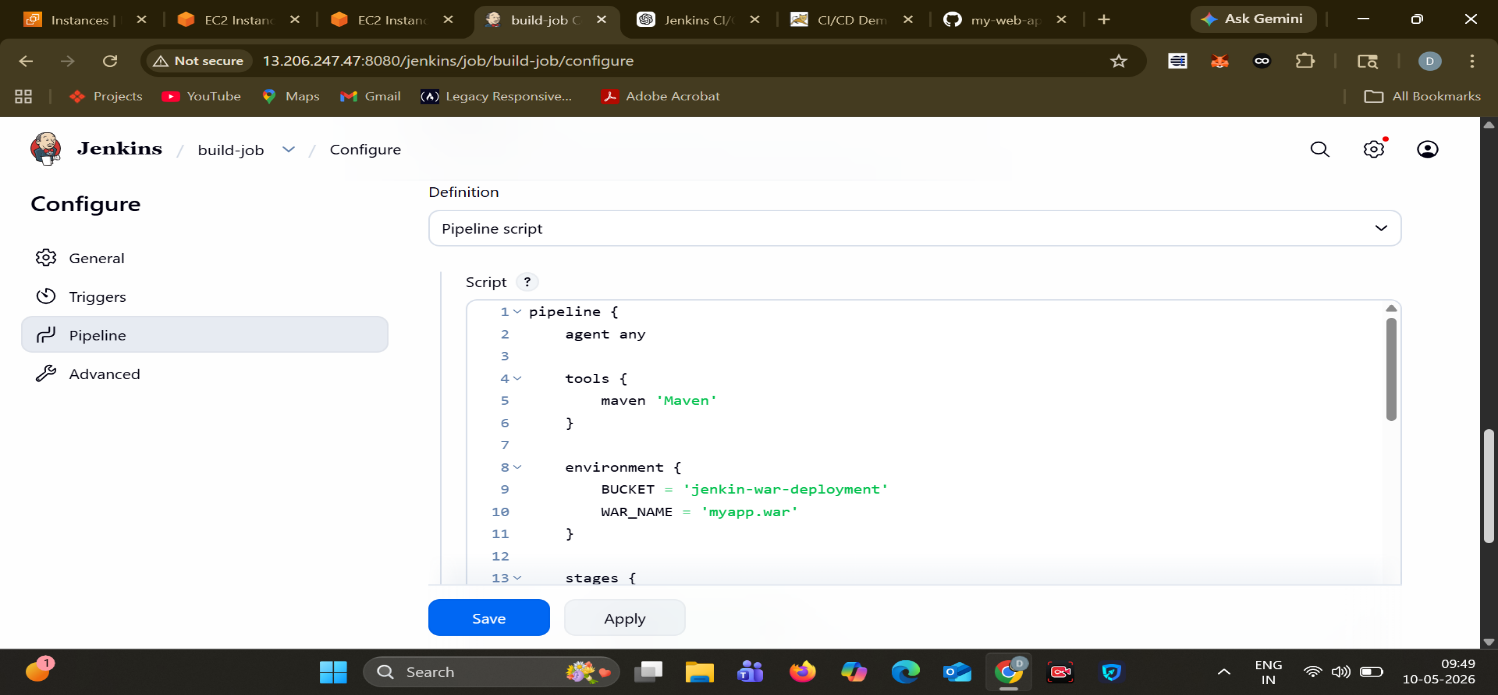 Instances |
EC2 Instanc
EC2 Instanc
build-job C
Jenkins CI/C
CI/CD Dem
my-web-ap
Ask Gemini
Not secure
13.206.247.47:8080/jenkins/job/build-job/configure
D
Projects
YouTube
Maps
Gmail
Legacy Responsive...
Adobe Acrobat
All Bookmarks
Jenkins / build-job / Configure
Configure
General
Triggers
Pipeline
Advanced
Definition
Pipeline script
Script ?
1 pipeline {
2 agent any
3
4 tools {
5 maven 'Maven'
6 }
7
8 environment {
9 BUCKET = 'jenkin-war-deployment'
10 WAR_NAME = 'myapp.war'
11 }
12
13 stages {
Save
Apply
1
Search
D
ENG
IN
09:49
10-05-2026